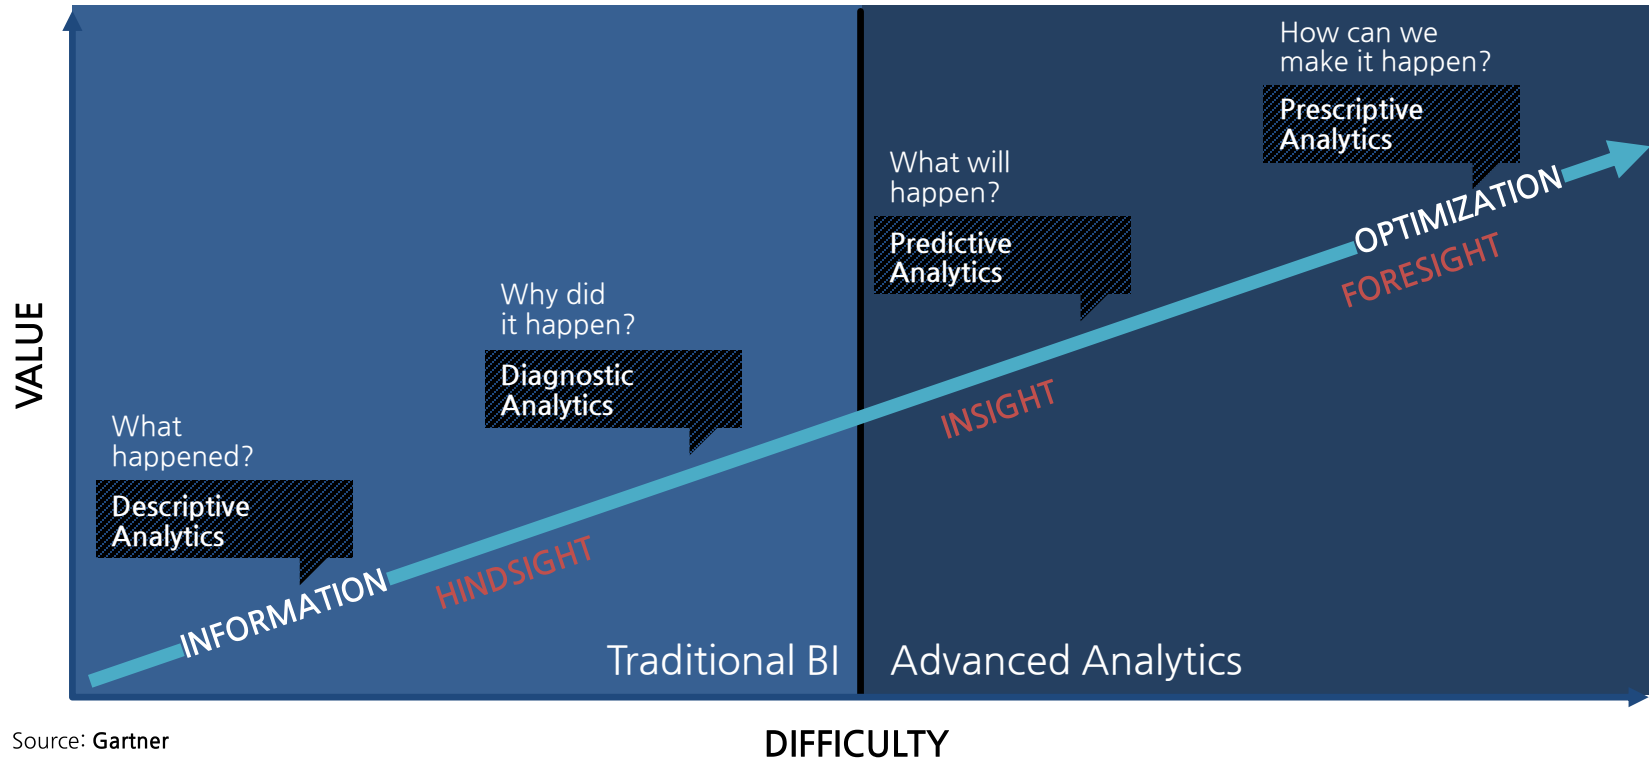 How can we
make it happen?
Prescriptive
Analytics
What will
happen?
Predictive
Analytics
OPTIMIZATION
FORESIGHT
Why did
it happen?
Diagnostic
Analytics
INSIGHT
What
happened?
Descriptive
Analytics
INFORMATION
HINDSIGHT
VALUE
Traditional BI
Advanced Analytics
DIFFICULTY
Source: Gartner